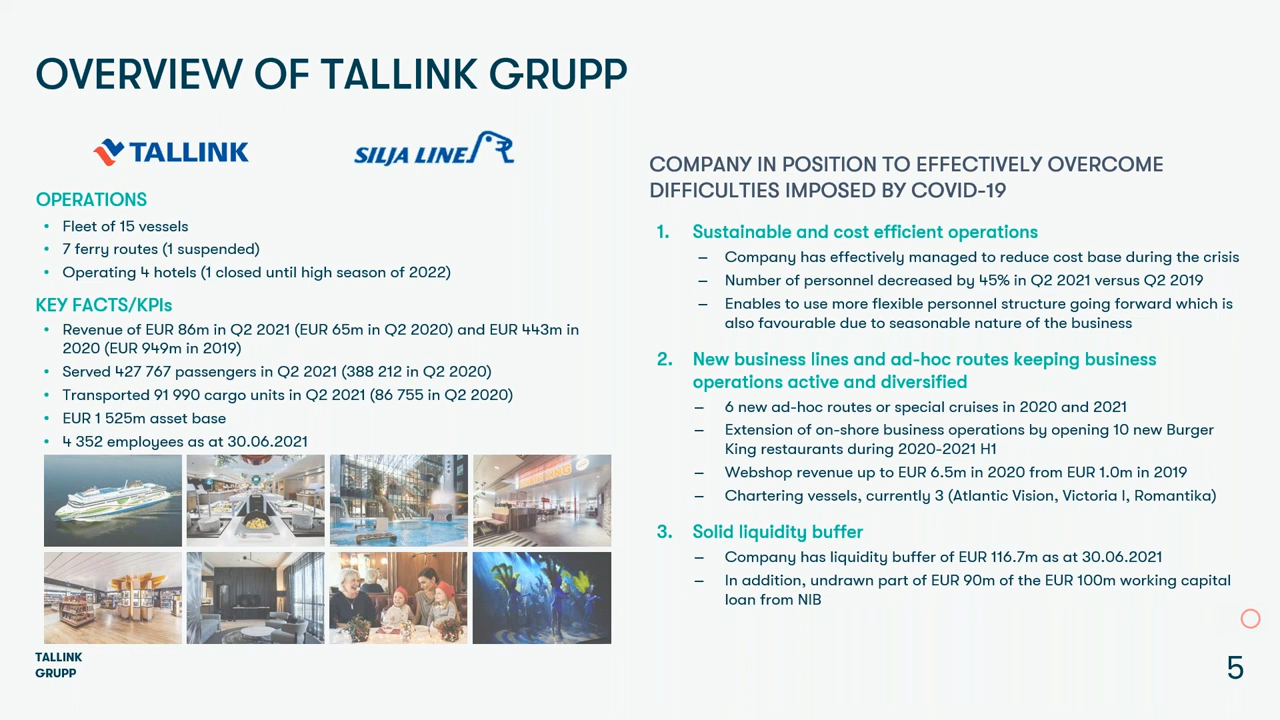 OVERVIEW OF TALLINK GRUPP
TALLINK
SILJA LINE
OPERATIONS
• Fleet of 15 vessels
• 7 ferry routes (1 suspended)
• Operating 4 hotels (1 closed until high season of 2022)
KEY FACTS/KPIs
• Revenue of EUR 86m in Q2 2021 (EUR 65m in Q2 2020) and EUR 443m in
2020 (EUR 949m in 2019)
• Served 427 767 passengers in Q2 2021 (388 212 in Q2 2020)
• Transported 91 990 cargo units in Q2 2021 (86 755 in Q2 2020)
• EUR 1 525m asset base
• 4 352 employees as at 30.06.2021
COMPANY IN POSITION TO EFFECTIVELY OVERCOME
DIFFICULTIES IMPOSED BY COVID-19
1. Sustainable and cost efficient operations
– Company has effectively managed to reduce cost base during the crisis
– Number of personnel decreased by 45% in Q2 2021 versus Q2 2019
– Enables to use more flexible personnel structure going forward which is
also favourable due to seasonable nature of the business
2. New business lines and ad-hoc routes keeping business
operations active and diversified
– 6 new ad-hoc routes or special cruises in 2020 and 2021
– Extension of on-shore business operations by opening 10 new Burger
King restaurants during 2020-2021 H1
– Webshop revenue up to EUR 6.5m in 2020 from EUR 1.0m in 2019
– Chartering vessels, currently 3 (Atlantic Vision, Victoria I, Romantika)
3. Solid liquidity buffer
– Company has liquidity buffer of EUR 116.7m as at 30.06.2021
– In addition, undrawn part of EUR 90m of the EUR 100m working capital
loan from NIB
TALLINK
GRUPP
5